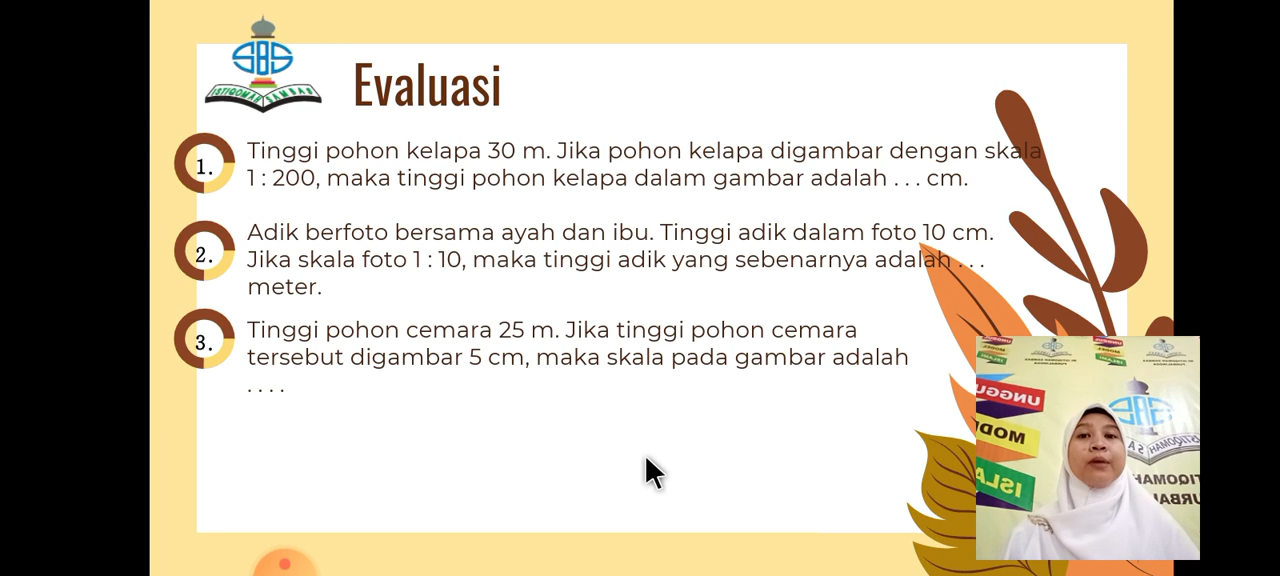 SBS
ISTIQOMAH SAMBAS
Evaluasi
1.
Tinggi pohon kelapa 30 m. Jika pohon kelapa digambar dengan skala
1 : 200, maka tinggi pohon kelapa dalam gambar adalah . . . cm.
2.
Adik berfoto bersama ayah dan ibu. Tinggi adik dalam foto 10 cm.
Jika skala foto 1 : 10, maka tinggi adik yang sebenarnya adalah . . .
meter.
3.
Tinggi pohon cemara 25 m. Jika tinggi pohon cemara
tersebut digambar 5 cm, maka skala pada gambar adalah
. . . .
UNGGU
MOD
ISLA